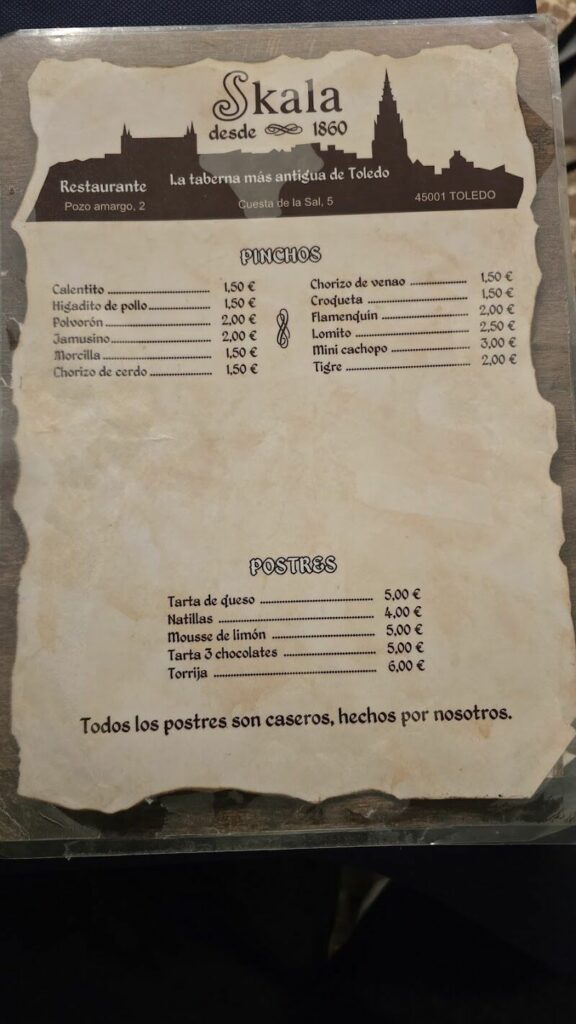 Skala
desde 1860
La taberna más antigua de Toledo
Restaurante
Pozo amargo, 2
Cuesta de la Sal, 5
45001 TOLEDO
PINCHOS
Calentito 1,50 €
Higadito de pollo 1,50 €
Polvorón 2,00 €
Jamusino 2,00 €
Morcilla 1,50 €
Chorizo de cerdo 1,50 €
Chorizo de venao 1,50 €
Croqueta 1,50 €
Flamenquín 2,00 €
Lomito 2,50 €
Mini cachopo 3,00 €
Tigre 2,00 €
POSTRES
Tarta de queso 5,00 €
Natillas 4,00 €
Mousse de limón 5,00 €
Tarta 3 chocolates 5,00 €
Torrija 6,00 €
Todos los postres son caseros, hechos por nosotros.